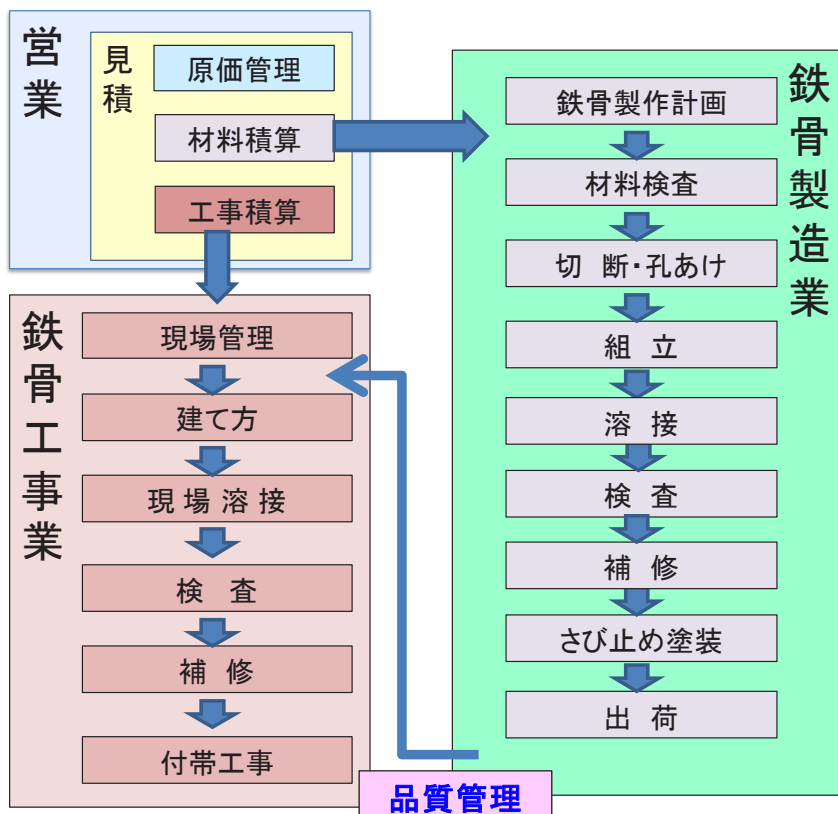 営業
見積
原価管理
材料積算
工事積算
鉄骨工事業
現場管理
建て方
現 場 溶 接
検 査
補 修
付帯工事
鉄骨製造業
鉄骨製作計画
材料検査
切 断・孔あけ
組 立
溶 接
検 査
補 修
さび止め塗装
出 荷
品質管理